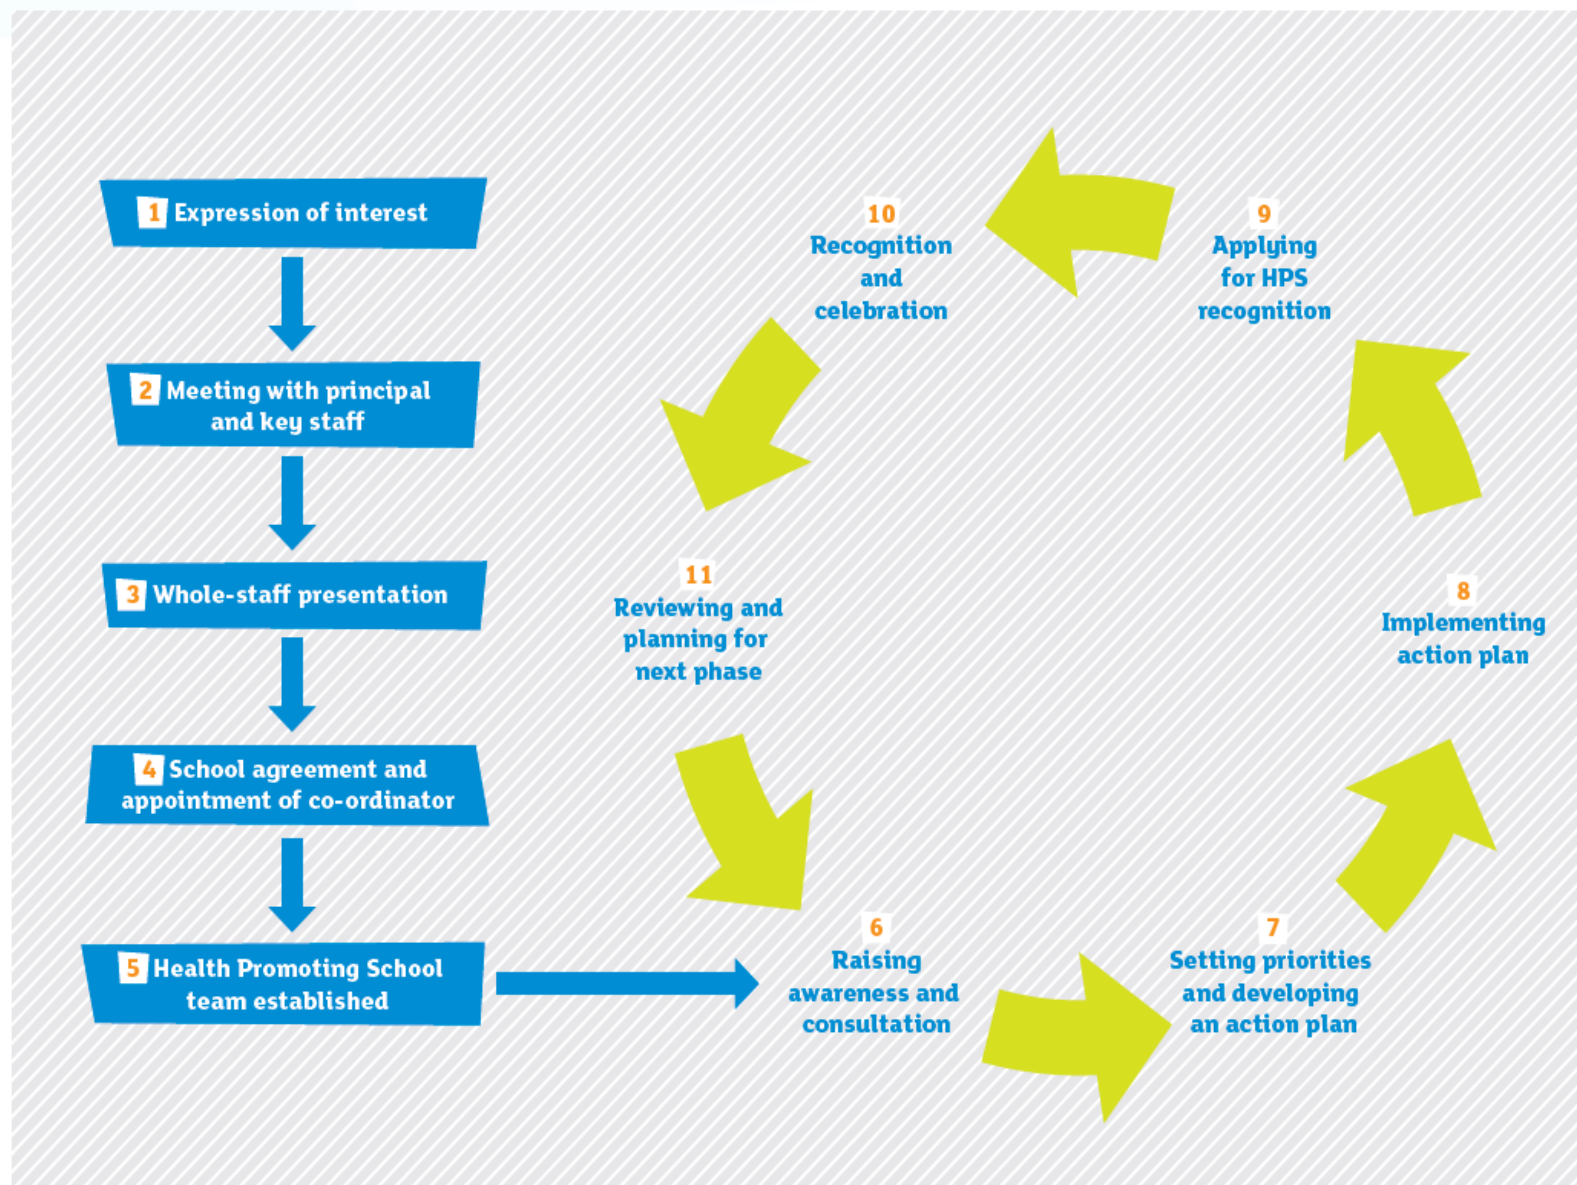 1 Expression of interest
2 Meeting with principal
and key staff
3 Whole-staff presentation
4 School agreement and
appointment of co-ordinator
5 Health Promoting School
team established
6
Raising
awareness and
consultation
7
Setting priorities
and developing
an action plan
8
Implementing
action plan
9
Applying
for HPS
recognition
10
Recognition
and
celebration
11
Reviewing and
planning for
next phase